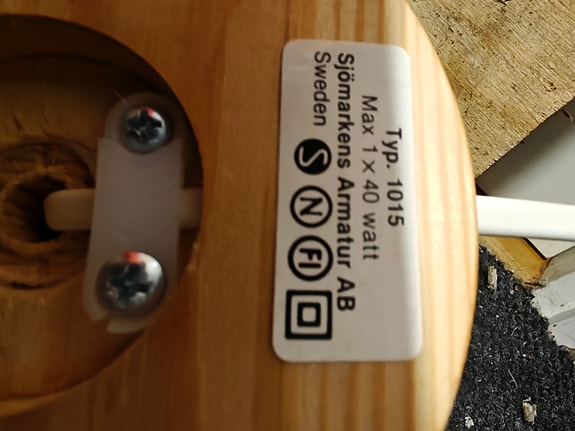 Typ. 1015
Max 1 x 40 watt
Sjömarkens Armatur AB
Sweden S N FI